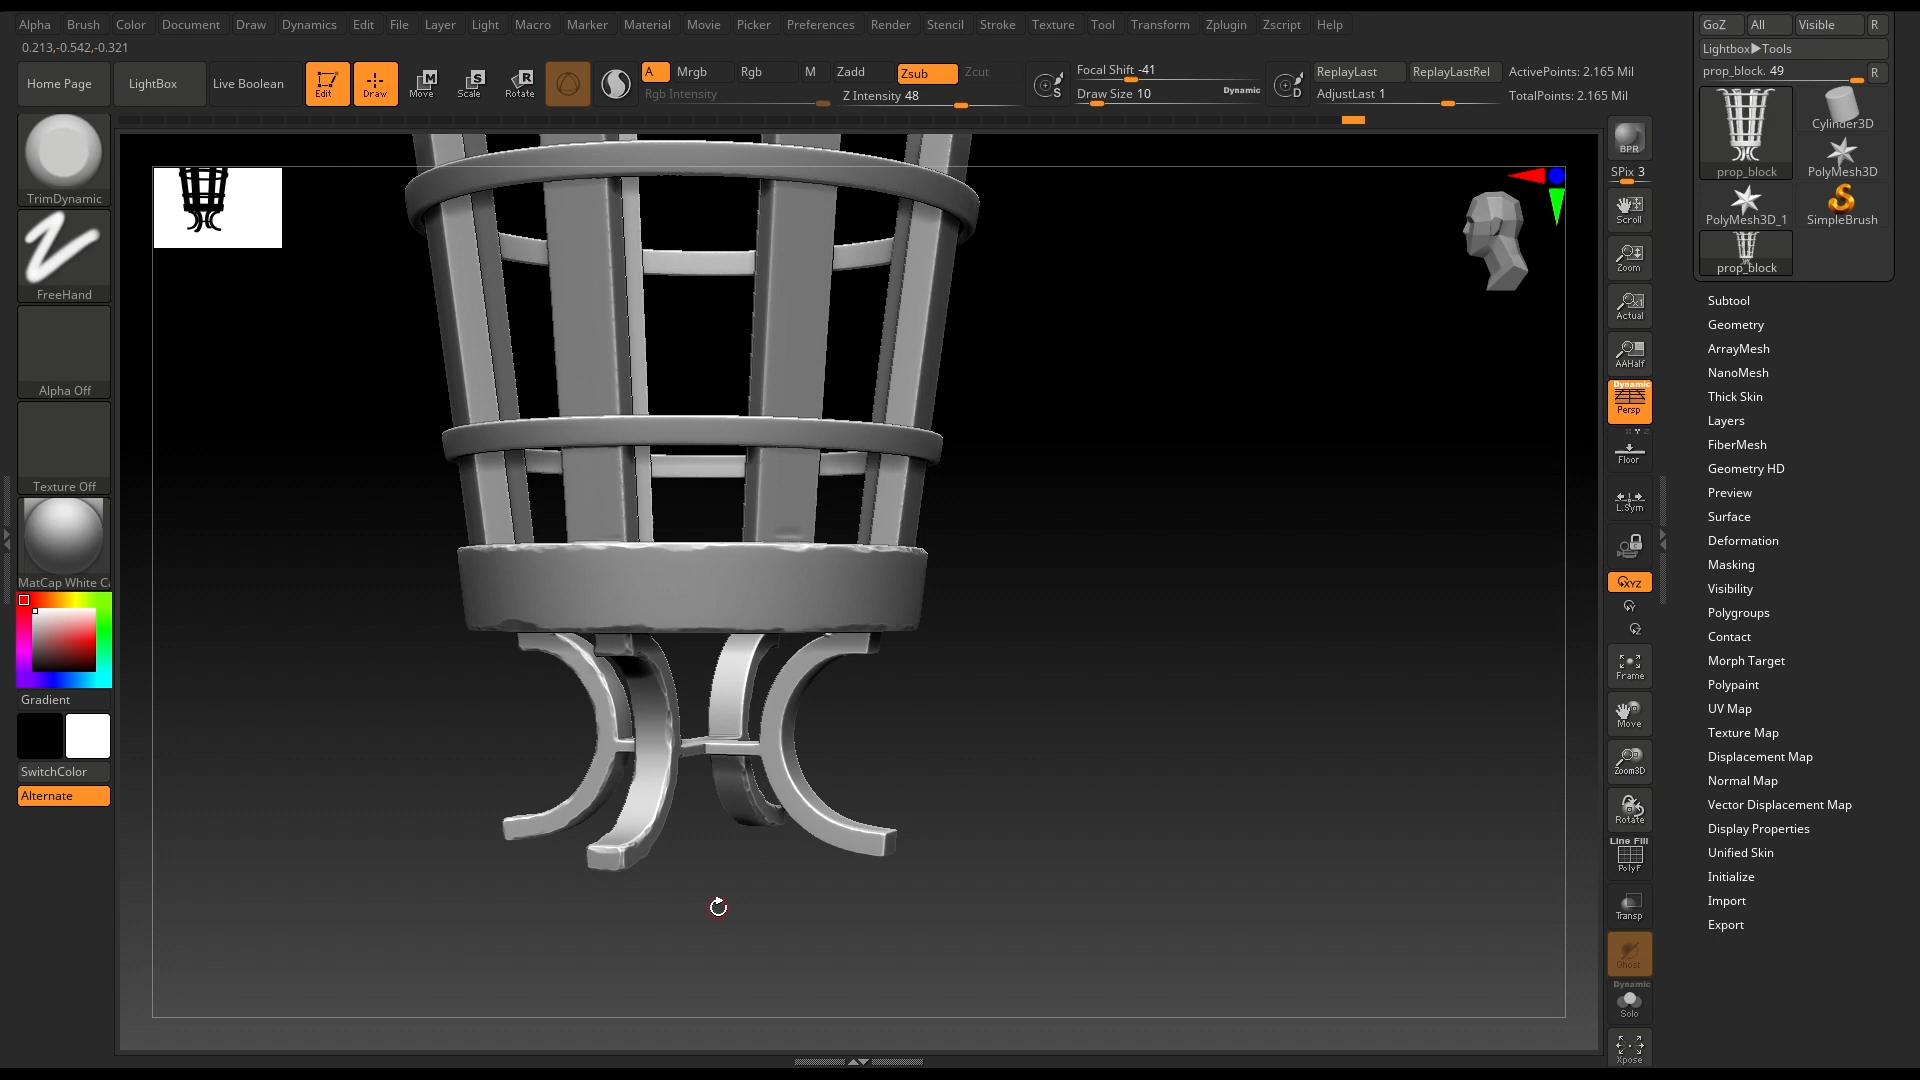 Alpha Brush Color Document Draw Dynamics Edit File Layer Light Macro Marker Material Movie Picker Preferences Render Stencil Stroke Texture Tool Transform Zplugin Zscript Help
0.213,-0.542,-0.321
Home Page LightBox Live Boolean Edit Draw Move Scale Rotate
M S R
A Mrgb Rgb M Zadd Zsub Zcut
Rgb Intensity Z Intensity 48
S Focal Shift -41
Draw Size 10 Dynamic
D ReplayLast ReplayLastRel ActivePoints: 2.165 Mil
AdjustLast 1 TotalPoints: 2.165 Mil
GoZ All Visible R
Lightbox▶Tools
prop_block. 49 R
Cylinder3D
prop_block PolyMesh3D
PolyMesh3D_1 SimpleBrush
prop_block
TrimDynamic
FreeHand
Alpha Off
Texture Off
MatCap White Ca
Gradient
SwitchColor
Alternate
BPR
SPix 3
Scroll
Zoom
Actual
AAHalf
Dynamic
Persp
Floor
L.Sym
XYZ
Y
Z
Frame
Move
Zoom3D
Rotate
Line Fill
PolyF
Transp
Ghost
Dynamic
Solo
Xpose
Subtool
Geometry
ArrayMesh
NanoMesh
Thick Skin
Layers
FiberMesh
Geometry HD
Preview
Surface
Deformation
Masking
Visibility
Polygroups
Contact
Morph Target
Polypaint
UV Map
Texture Map
Displacement Map
Normal Map
Vector Displacement Map
Display Properties
Unified Skin
Initialize
Import
Export